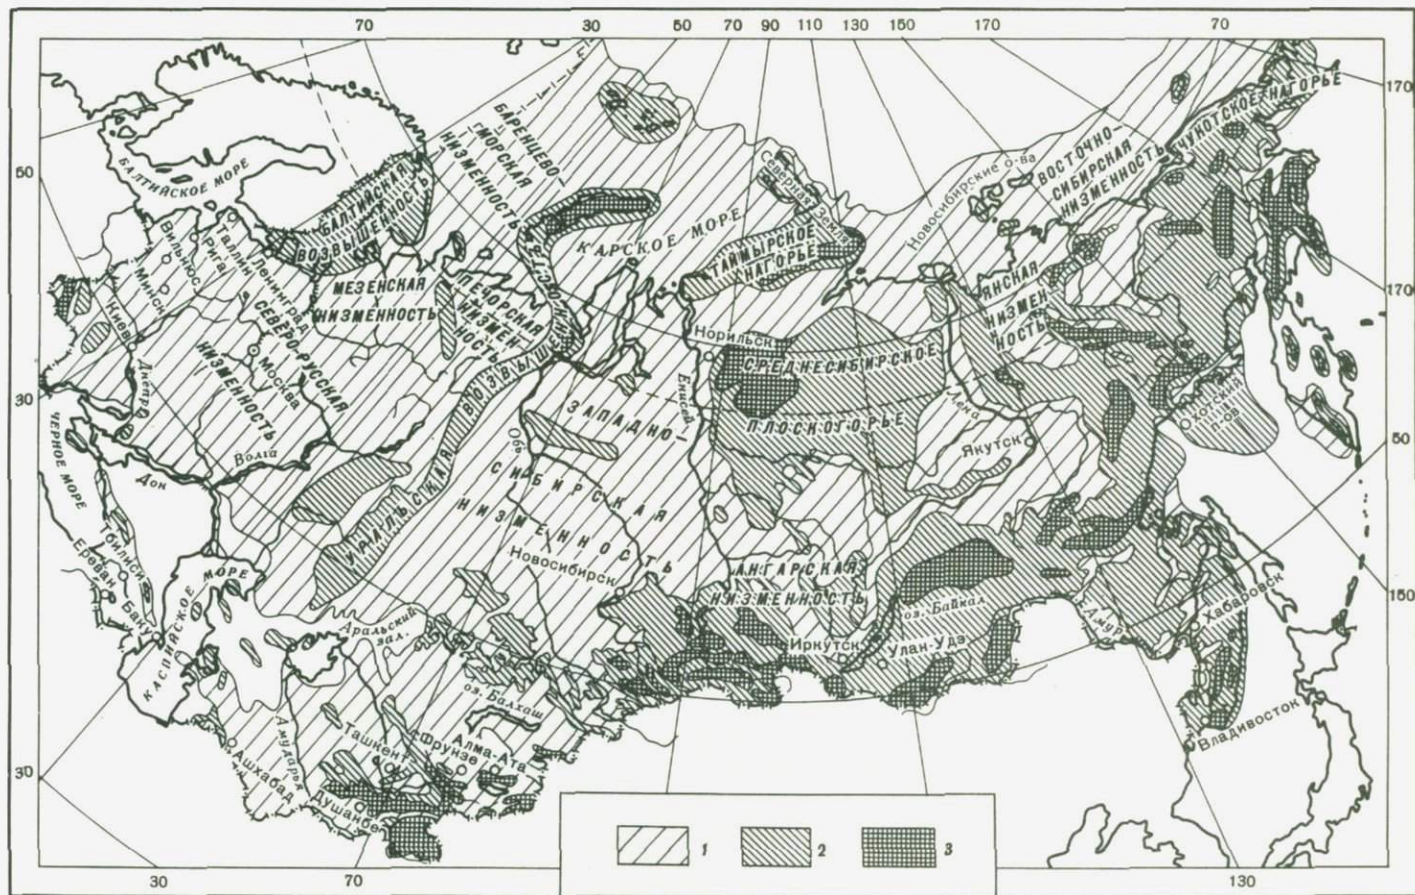 70
30
50
70
90
110
130
150
170
70
50
30
170
170
50
150
30
30
70
130
БАЛТИЙСКОЕ МОРЕ
БАЛТИЙСКАЯ
ВОЗВЫШЕННОСТЬ
БАРЕНЦЕВО-
НИЗМЕННОСТЬ
КАРСКОЕ МОРЕ
Северная Земля
ТАЙМЫРСКОЕ
НАГОРЬЕ
Новосибирские о-ва
ВОСТОЧНО-
СИБИРСКАЯ
НИЗМЕННОСТЬ
ЧУКОТСКОЕ НАГОРЬЕ
Вильнюс
Рига
Таллин
Ленинград
Минск
Киев
Днепр
Москва
СЕВЕРО-РУССКАЯ
НИЗМЕННОСТЬ
МЕЗЕНСКАЯ
НИЗМЕННОСТЬ
ПЕЧОРСКАЯ
НИЗМЕН-
НОСТЬ
УРАЛЬСКАЯ ВОЗВЫШЕННОСТЬ
Норильск
СРЕДНЕСИБИРСКОЕ
ПЛОСКОГОРЬЕ
Енисей
Лена
Якутск
ЯНСКАЯ
НИЗМЕН-
НОСТЬ
ЗАПАДНО-
СИБИРСКАЯ
НИЗМЕННОСТЬ
Обь
Новосибирск
АНГАРСКАЯ
НИЗМЕННОСТЬ
Иркутск
оз. Байкал
Улан-Удэ
Амур
Хабаровск
Владивосток
п-ов
ЧЕРНОЕ МОРЕ
Дон
Волга
Тбилиси
Ереван
Баку
КАСПИЙСКОЕ МОРЕ
Аральский
зал.
оз. Балхаш
Амударья
Ашхабад
Ташкент
Фрунзе
Алма-Ата
Душанбе
1
2
3